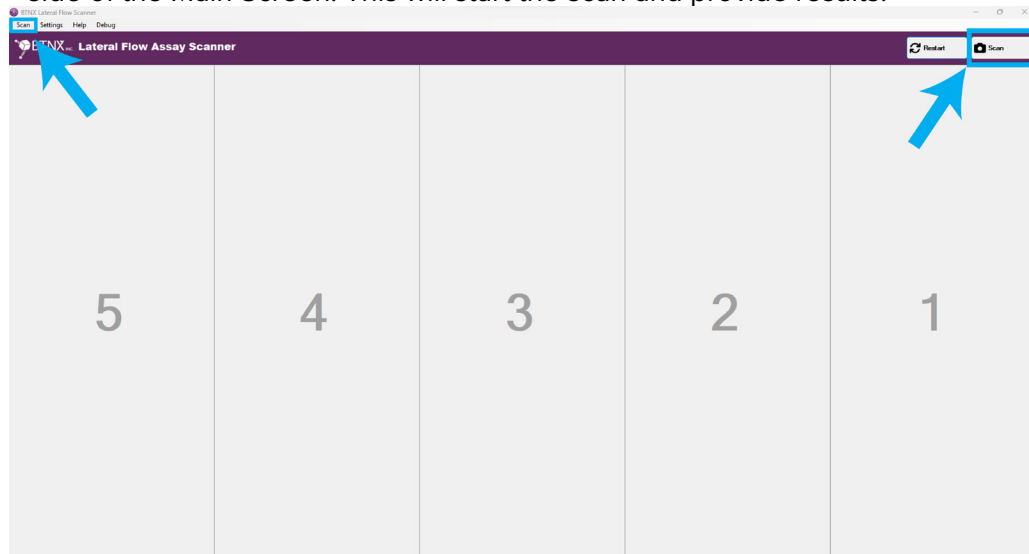 side of the Main Screen. This will start the scan and provide results.
BTNX Lateral Flow Scanner
Scan Settings Help Debug
BTNX INC. Lateral Flow Assay Scanner
Restart
Scan
5 4 3 2 1